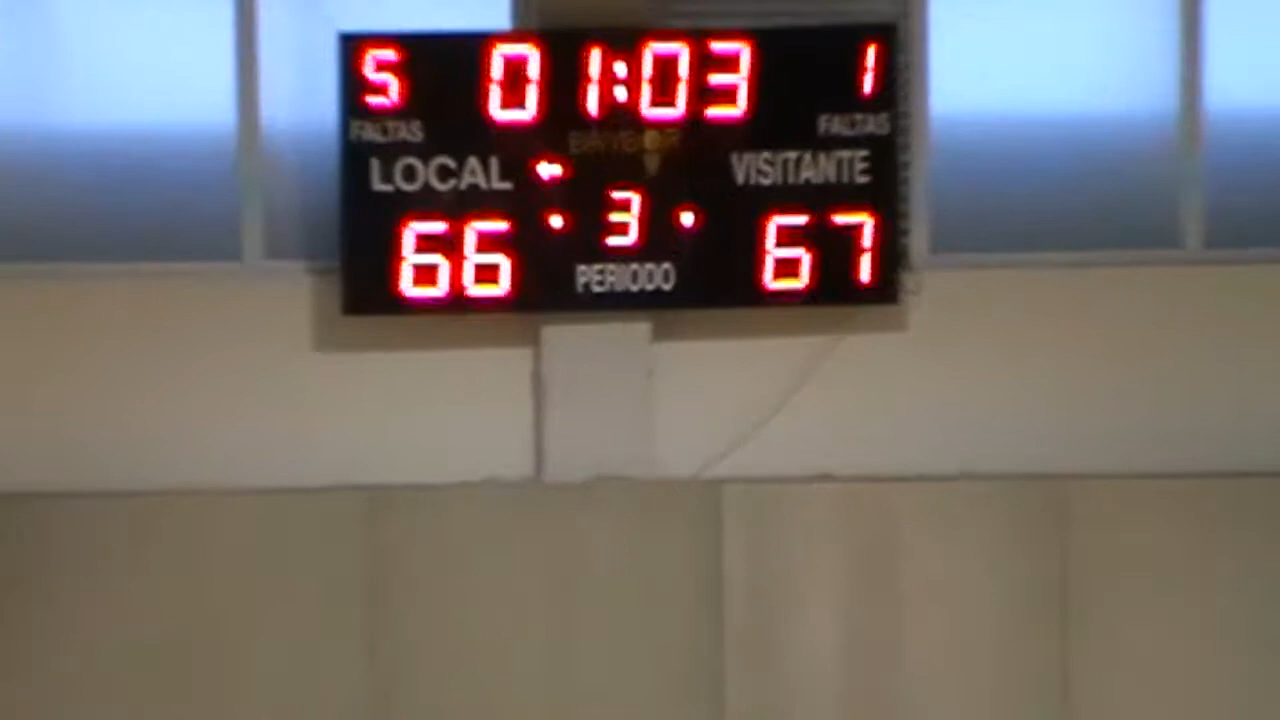 5 01:03 1
FALTAS FALTAS
LOCAL VISITANTE
66 3 67
PERIODO